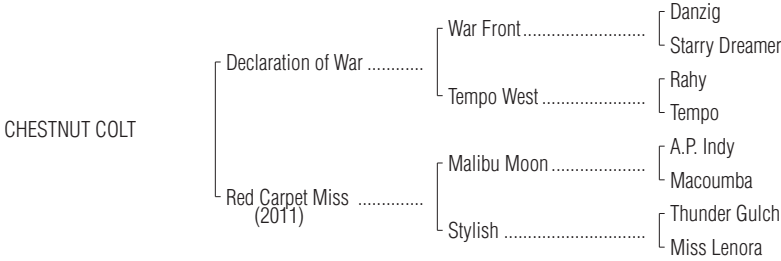 Danzig
War Front
Starry Dreamer
Declaration of War
Rahy
Tempo West
Tempo
CHESTNUT COLT
A.P. Indy
Malibu Moon
Macoumba
Red Carpet Miss
(2011)
Thunder Gulch
Stylish
Miss Lenora